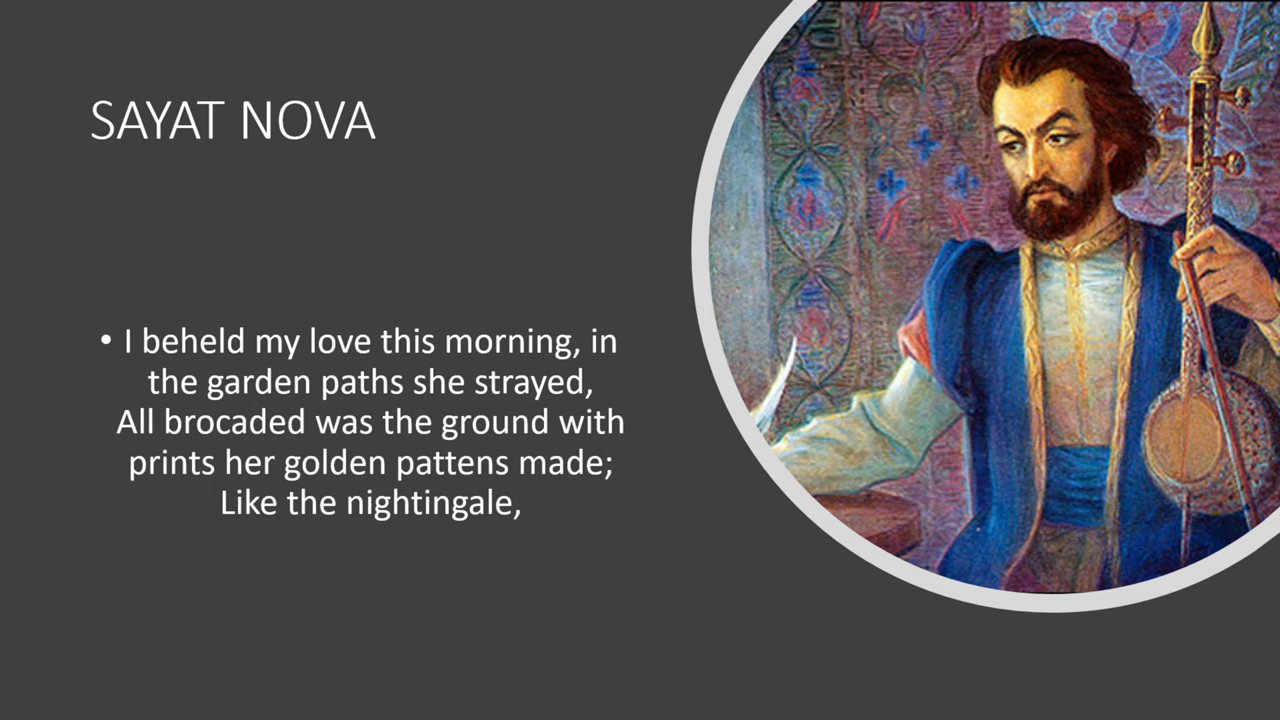 SAYAT NOVA
• I beheld my love this morning, in
the garden paths she strayed,
All brocaded was the ground with
prints her golden pattens made;
Like the nightingale,